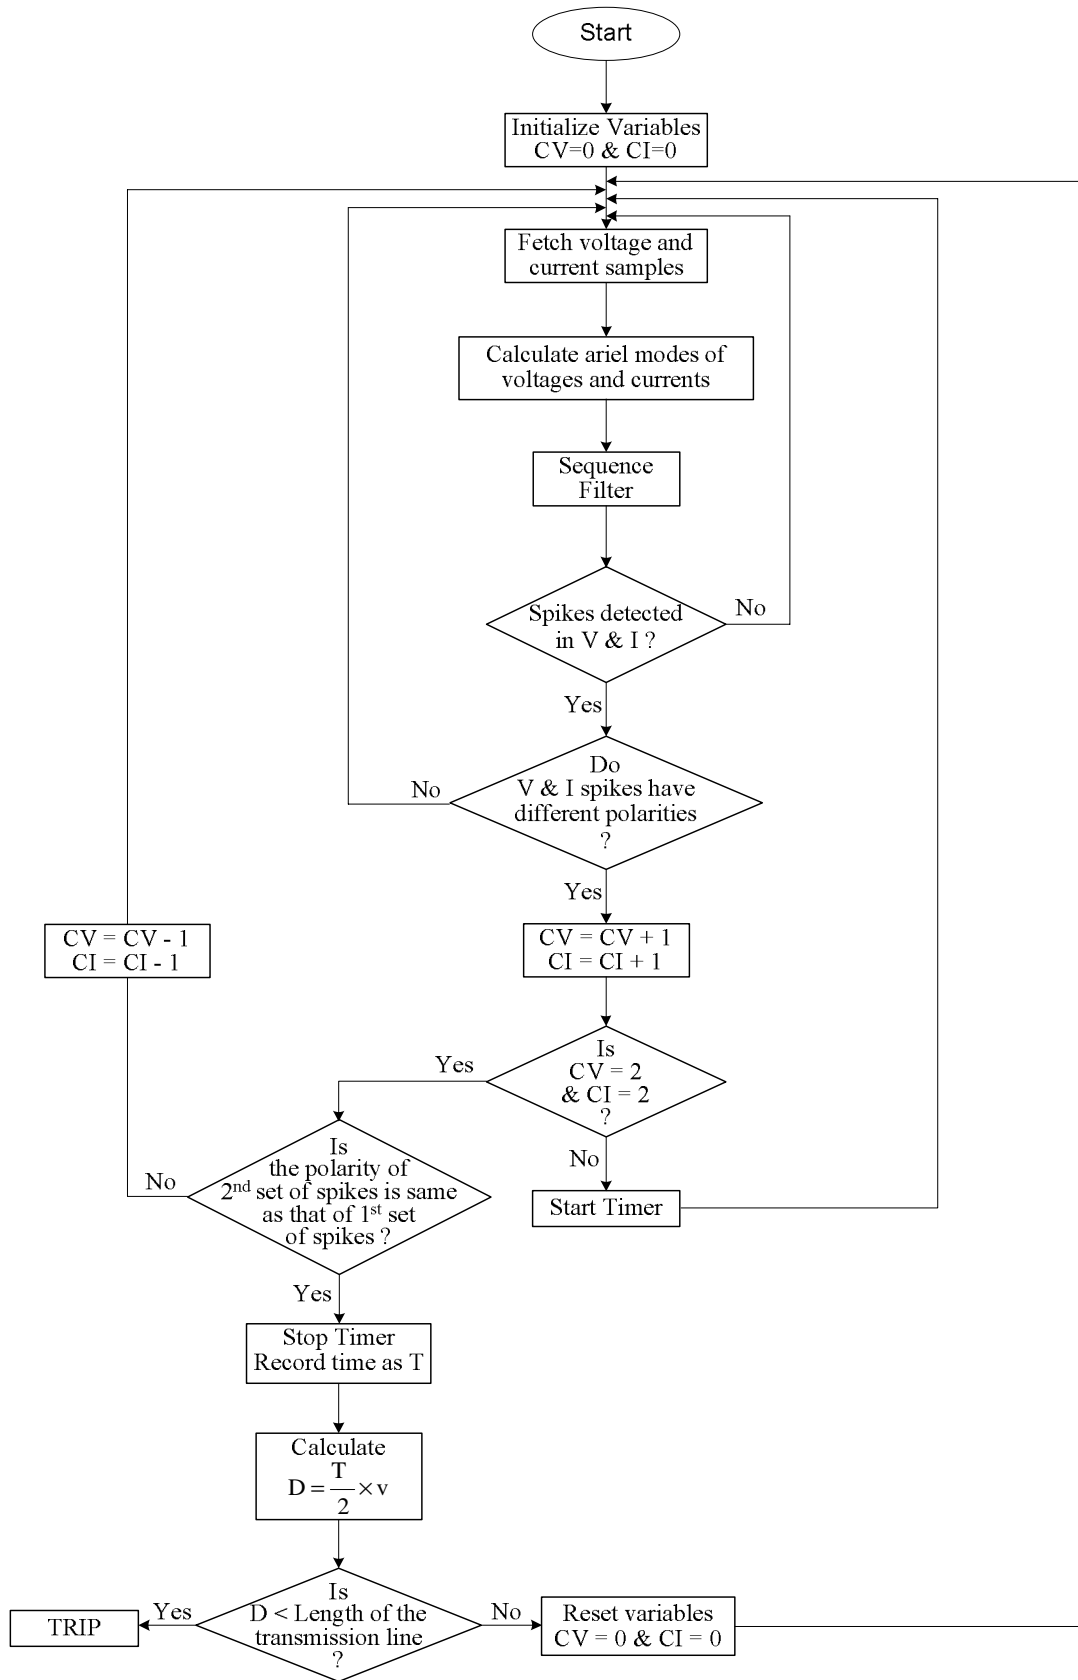 Start
Initialize Variables
CV=0 & CI=0
Fetch voltage and
current samples
Calculate ariel modes of
voltages and currents
Sequence
Filter
Spikes detected
in V & I ?
No
Yes
Do
V & I spikes have
different polarities
?
No
Yes
CV = CV + 1
CI = CI + 1
CV = CV - 1
CI = CI - 1
Is
CV = 2
& CI = 2
?
Yes
No
Start Timer
Is
the polarity of
2nd set of spikes is same
as that of 1st set
of spikes ?
No
Yes
Stop Timer
Record time as T
Calculate
D = T/2 × v
Is
D < Length of the
transmission line
?
Yes
No
TRIP
Reset variables
CV = 0 & CI = 0